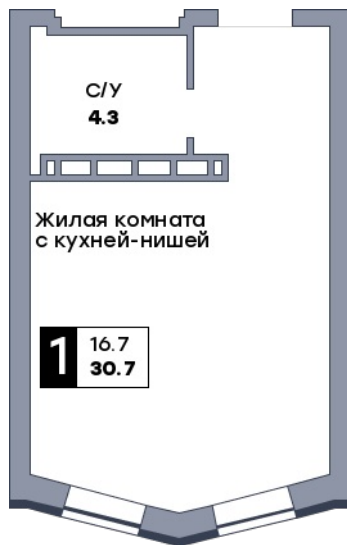 С/У
4.3
Жилая комната
с кухней-нишей
1
16.7
30.7